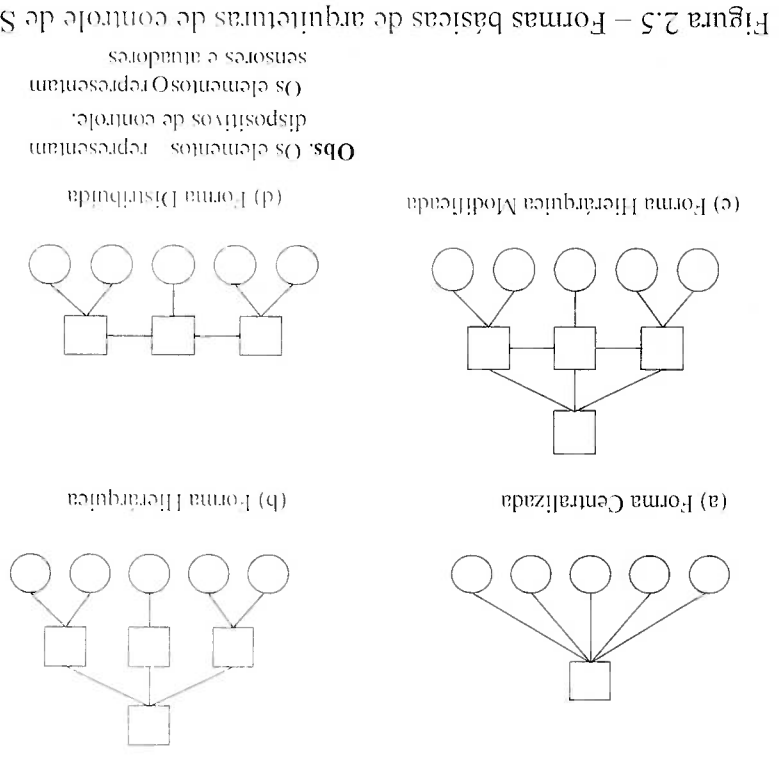 (a) Forma Centralizada
(b) Forma Hierárquica
(c) Forma Hierárquica Modificada
(d) Forma Distribuída
Obs. Os elementos representam
dispositivos de controle.
Os elementos representam
sensores e atuadores
Figura 2.5 – Formas básicas de arquiteturas de controle de S